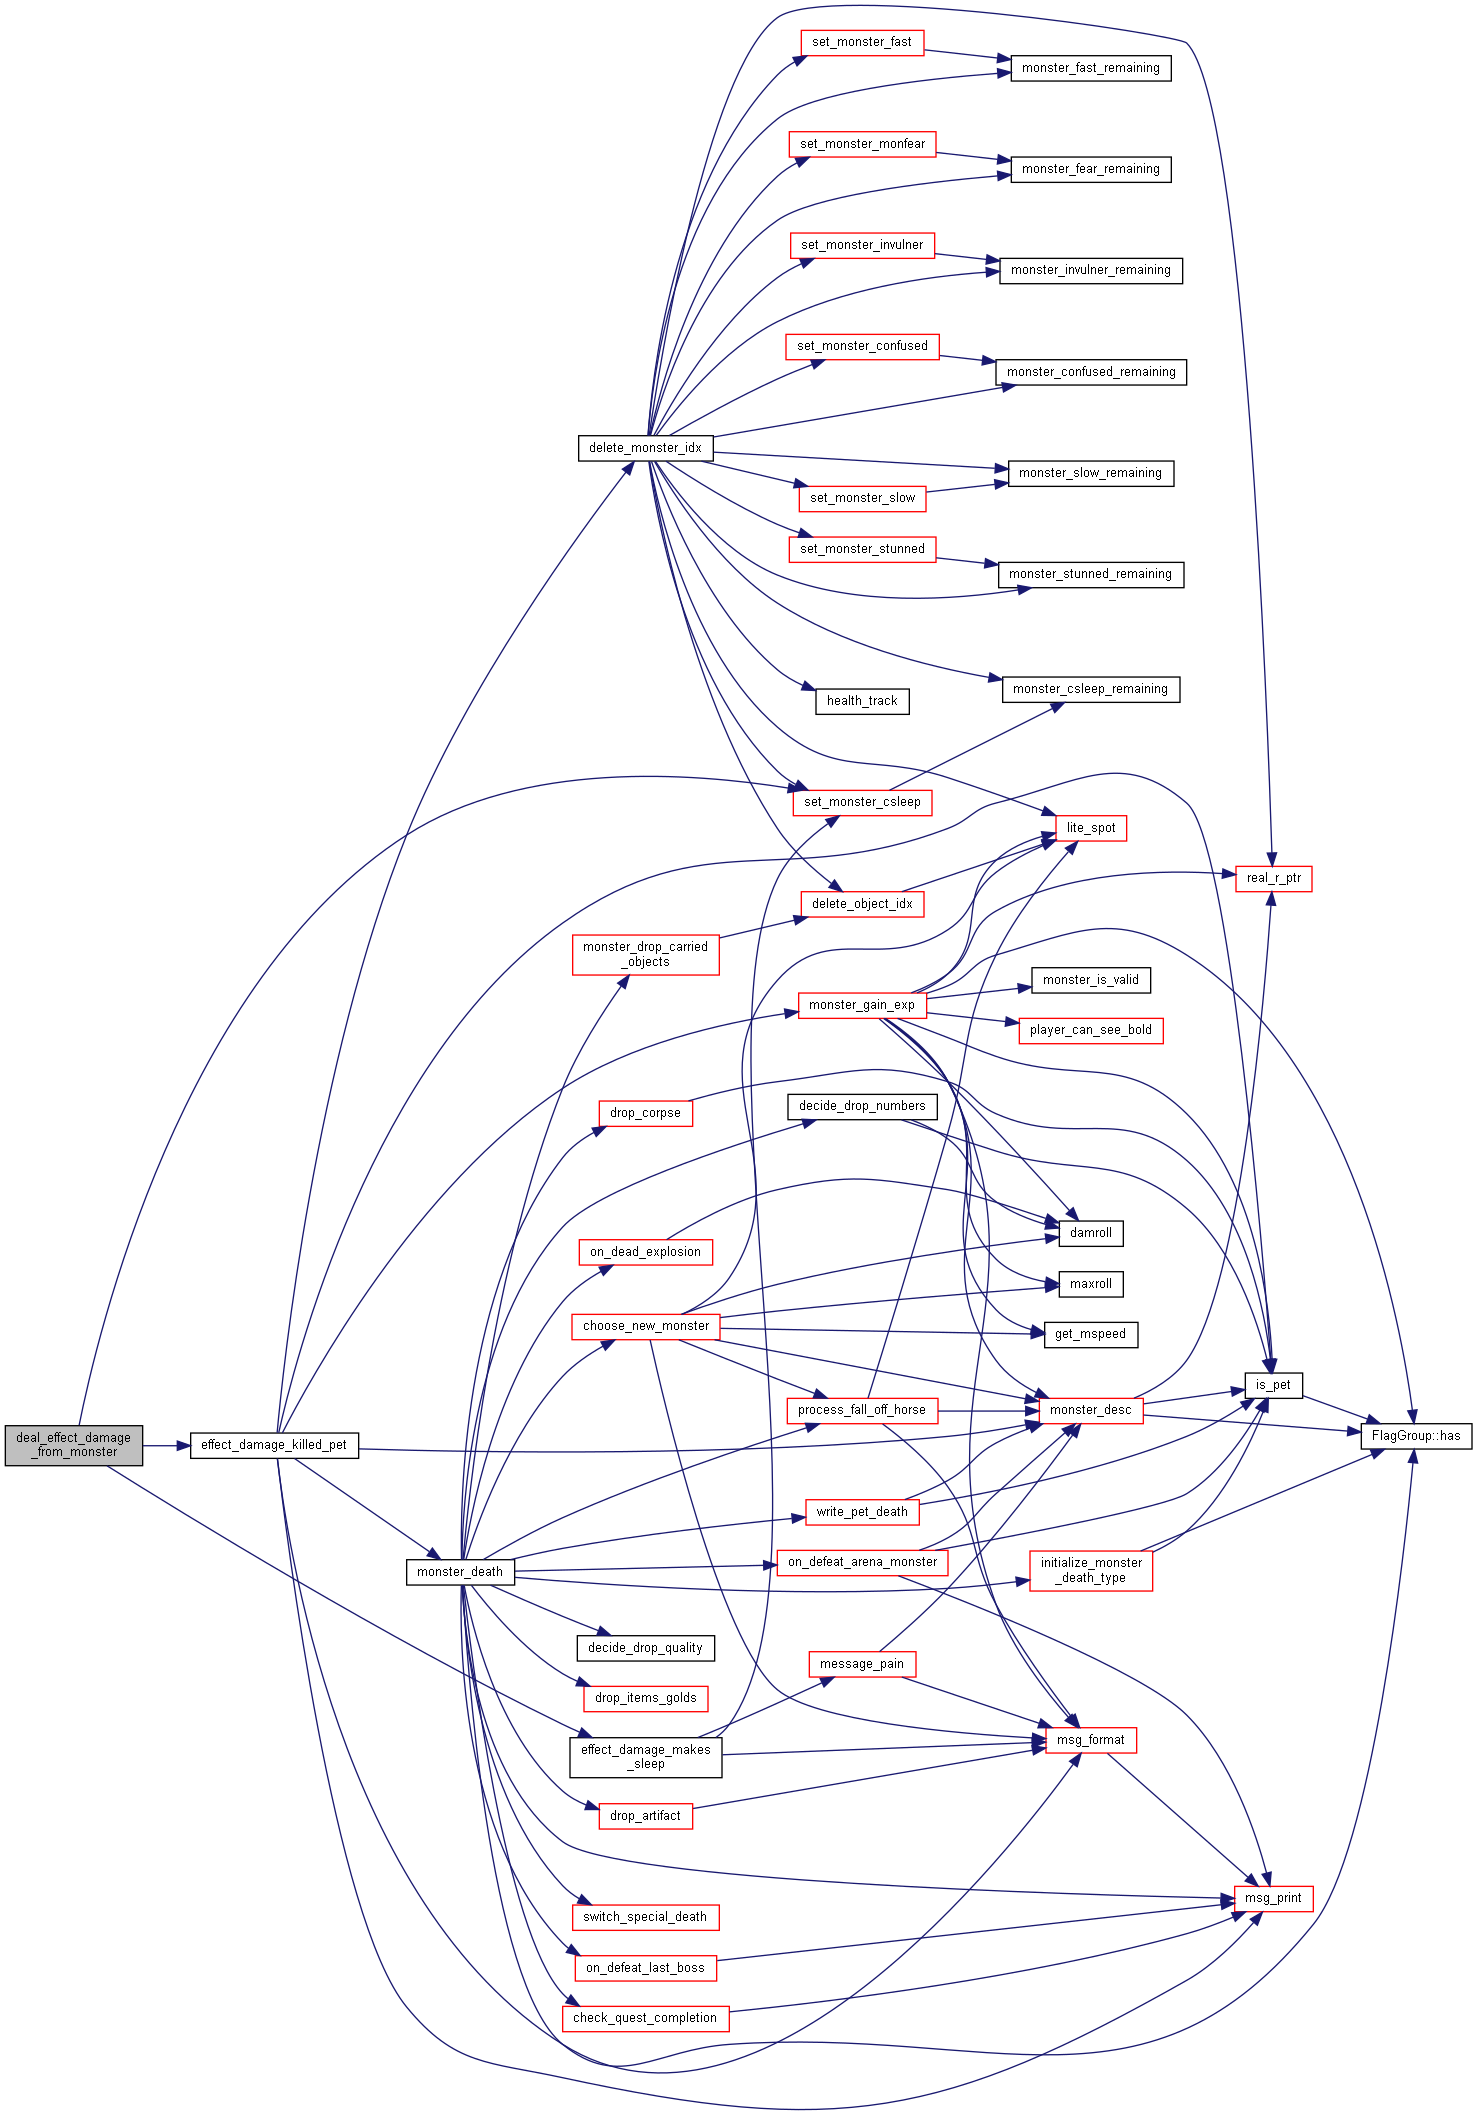 set_monster_fast
monster_fast_remaining
set_monster_monfear
monster_fear_remaining
set_monster_invulner
monster_invulner_remaining
set_monster_confused
monster_confused_remaining
delete_monster_idx
monster_slow_remaining
set_monster_slow
set_monster_stunned
monster_stunned_remaining
monster_csleep_remaining
health_track
set_monster_csleep
lite_spot
real_r_ptr
delete_object_idx
monster_drop_carried
_objects
monster_is_valid
monster_gain_exp
player_can_see_bold
decide_drop_numbers
drop_corpse
damroll
on_dead_explosion
maxroll
choose_new_monster
get_mspeed
is_pet
process_fall_off_horse
monster_desc
FlagGroup::has
deal_effect_damage
_from_monster
effect_damage_killed_pet
write_pet_death
on_defeat_arena_monster
initialize_monster
_death_type
monster_death
decide_drop_quality
message_pain
drop_items_golds
msg_format
effect_damage_makes
_sleep
drop_artifact
msg_print
switch_special_death
on_defeat_last_boss
check_quest_completion